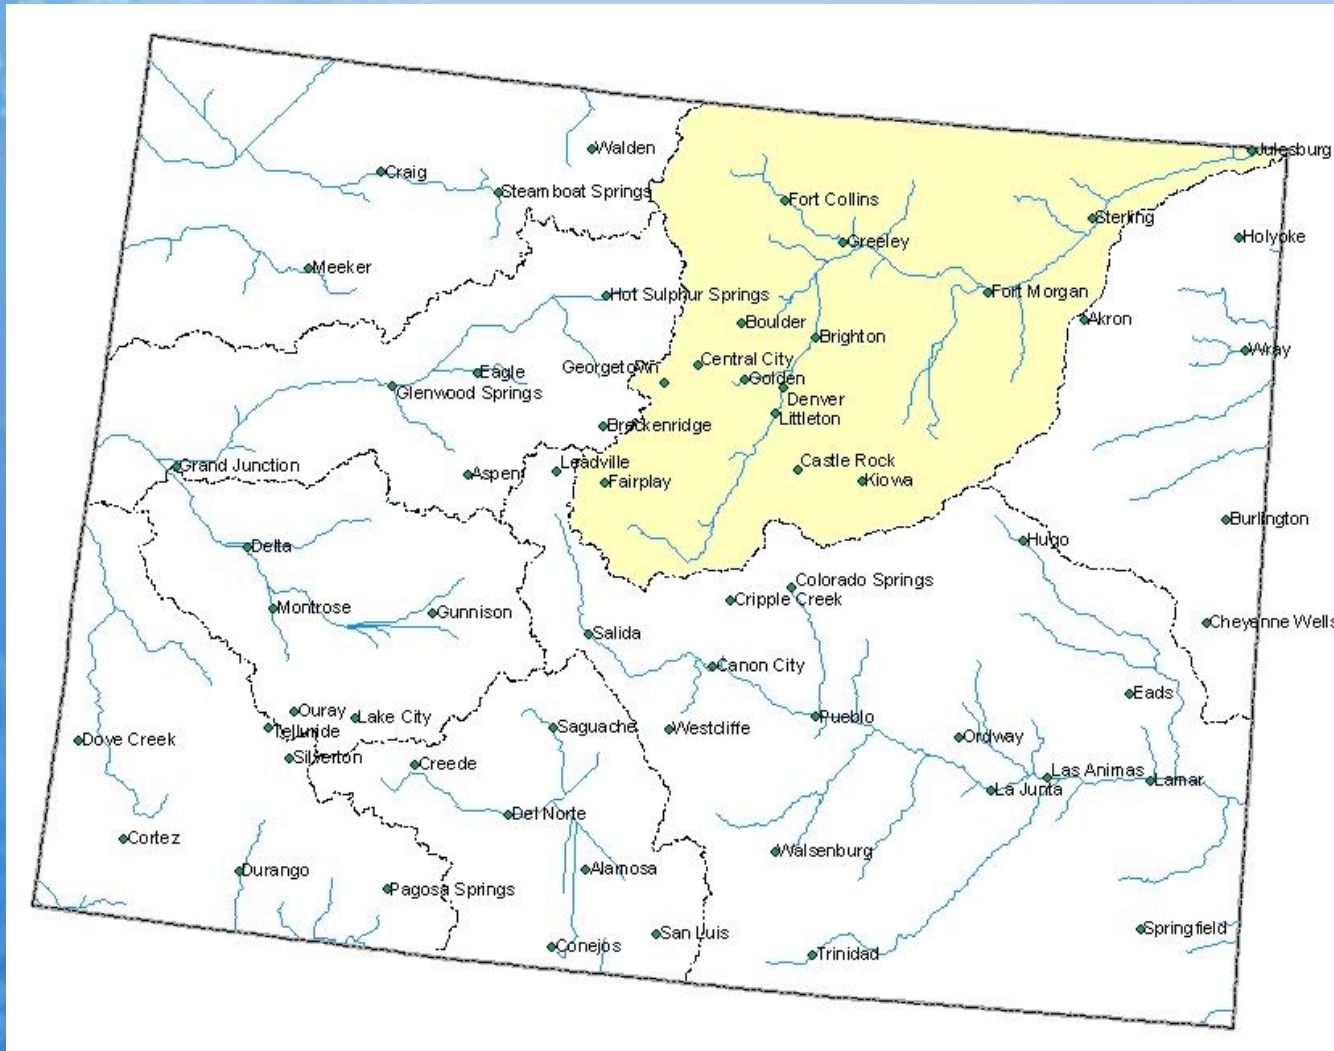 Julesburg
Walden
Craig
Steamboat Springs
Fort Collins
Sterling
Holyoke
Greeley
Meeker
Hot Sulphur Springs
Fort Morgan
Akron
Boulder
Brighton
Wray
Central City
Georgetown
Eagle
Golden
Glenwood Springs
Denver
Littleton
Breckenridge
Leadville
Castle Rock
Grand Junction
Aspen
Fairplay
Kiowa
Burlington
Hugo
Delta
Colorado Springs
Cripple Creek
Montrose
Gunnison
Cheyenne Wells
Salida
Canon City
Eads
Ouray
Lake City
Pueblo
Telluride
Saguache
Westcliffe
Ordway
Dove Creek
Silverton
Creede
Las Animas
Lamar
La Junta
Del Norte
Cortez
Walsenburg
Durango
Alamosa
Pagosa Springs
Springfield
San Luis
Conejos
Trinidad